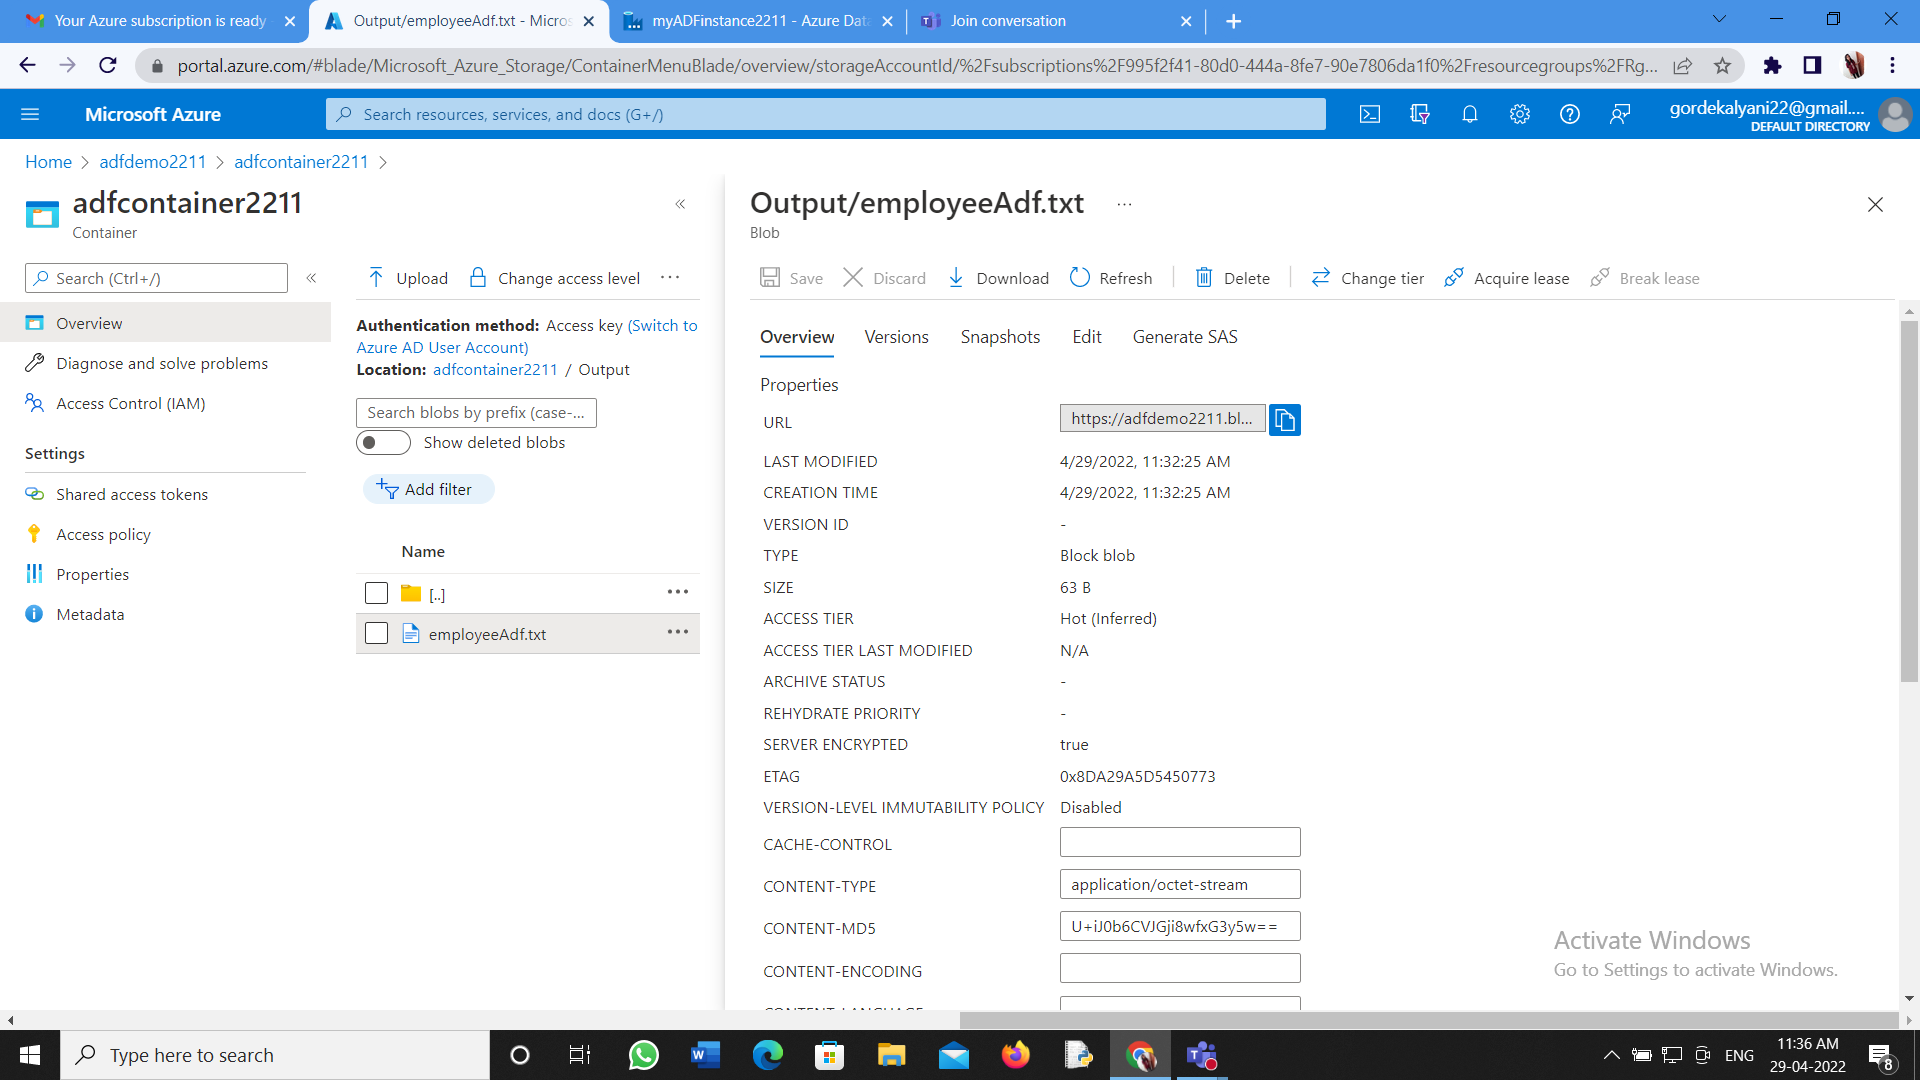 Your Azure subscription is ready
Output/employeeAdf.txt - Micros
myADFinstance2211 - Azure Data
Join conversation
portal.azure.com/#blade/Microsoft_Azure_Storage/ContainerMenuBlade/overview/storageAccountId/%2Fsubscriptions%2F995f2f41-80d0-444a-8fe7-90e7806da1f0%2Fresourcegroups%2FRg...
Microsoft Azure
Search resources, services, and docs (G+/)
gordekalyani22@gmail....
DEFAULT DIRECTORY
Home > adfdemo2211 > adfcontainer2211 >
adfcontainer2211
Container
Search (Ctrl+/)
Overview
Diagnose and solve problems
Access Control (IAM)
Settings
Shared access tokens
Access policy
Properties
Metadata
Upload
Change access level
Authentication method: Access key (Switch to
Azure AD User Account)
Location: adfcontainer2211 / Output
Search blobs by prefix (case-...
Show deleted blobs
Add filter
Name
[..]
employeeAdf.txt
Output/employeeAdf.txt
Blob
Save
Discard
Download
Refresh
Delete
Change tier
Acquire lease
Break lease
Overview
Versions
Snapshots
Edit
Generate SAS
Properties
URL https://adfdemo2211.bl...
LAST MODIFIED 4/29/2022, 11:32:25 AM
CREATION TIME 4/29/2022, 11:32:25 AM
VERSION ID -
TYPE Block blob
SIZE 63 B
ACCESS TIER Hot (Inferred)
ACCESS TIER LAST MODIFIED N/A
ARCHIVE STATUS -
REHYDRATE PRIORITY -
SERVER ENCRYPTED true
ETAG 0x8DA29A5D5450773
VERSION-LEVEL IMMUTABILITY POLICY Disabled
CACHE-CONTROL
CONTENT-TYPE application/octet-stream
CONTENT-MD5 U+iJ0b6CVJGji8wfxG3y5w==
CONTENT-ENCODING
Activate Windows
Go to Settings to activate Windows.
Type here to search
ENG
11:36 AM
29-04-2022
8